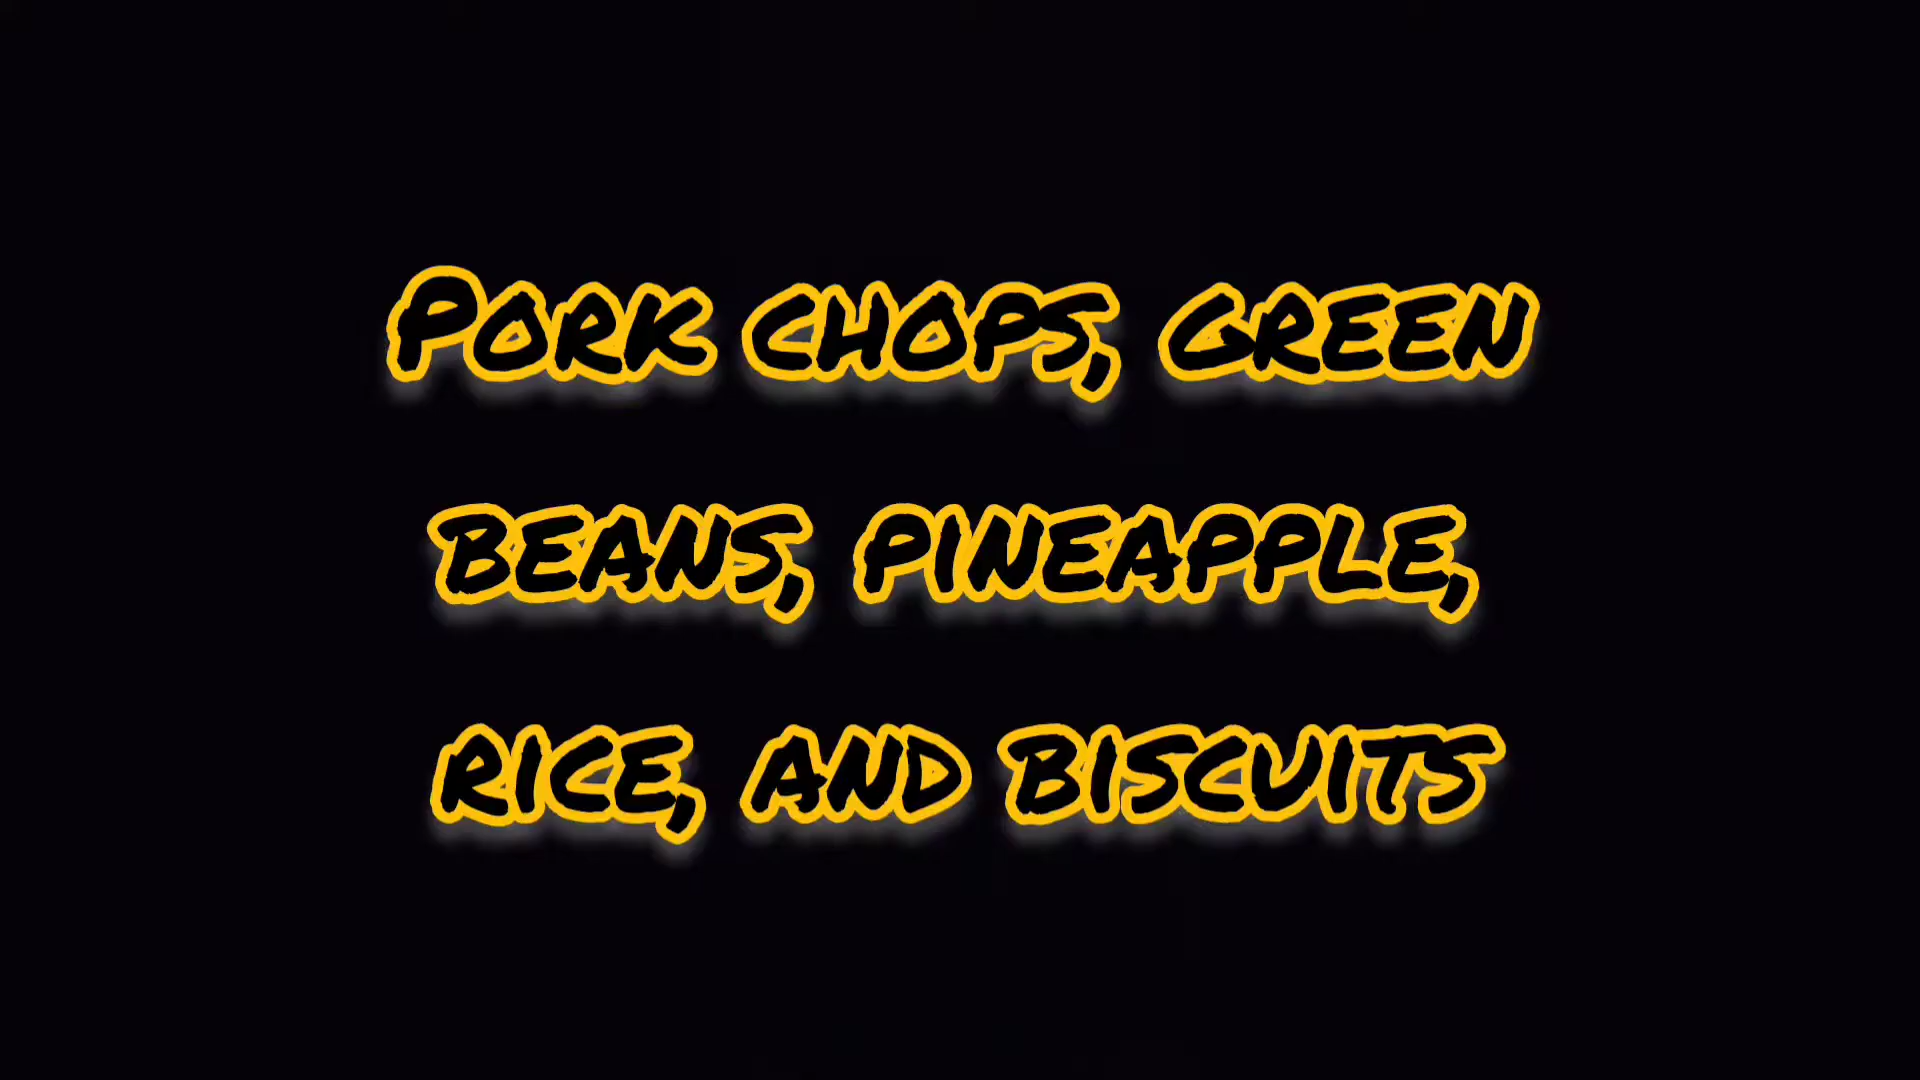 Pork chops, green
beans, pineapple,
rice, and biscuits